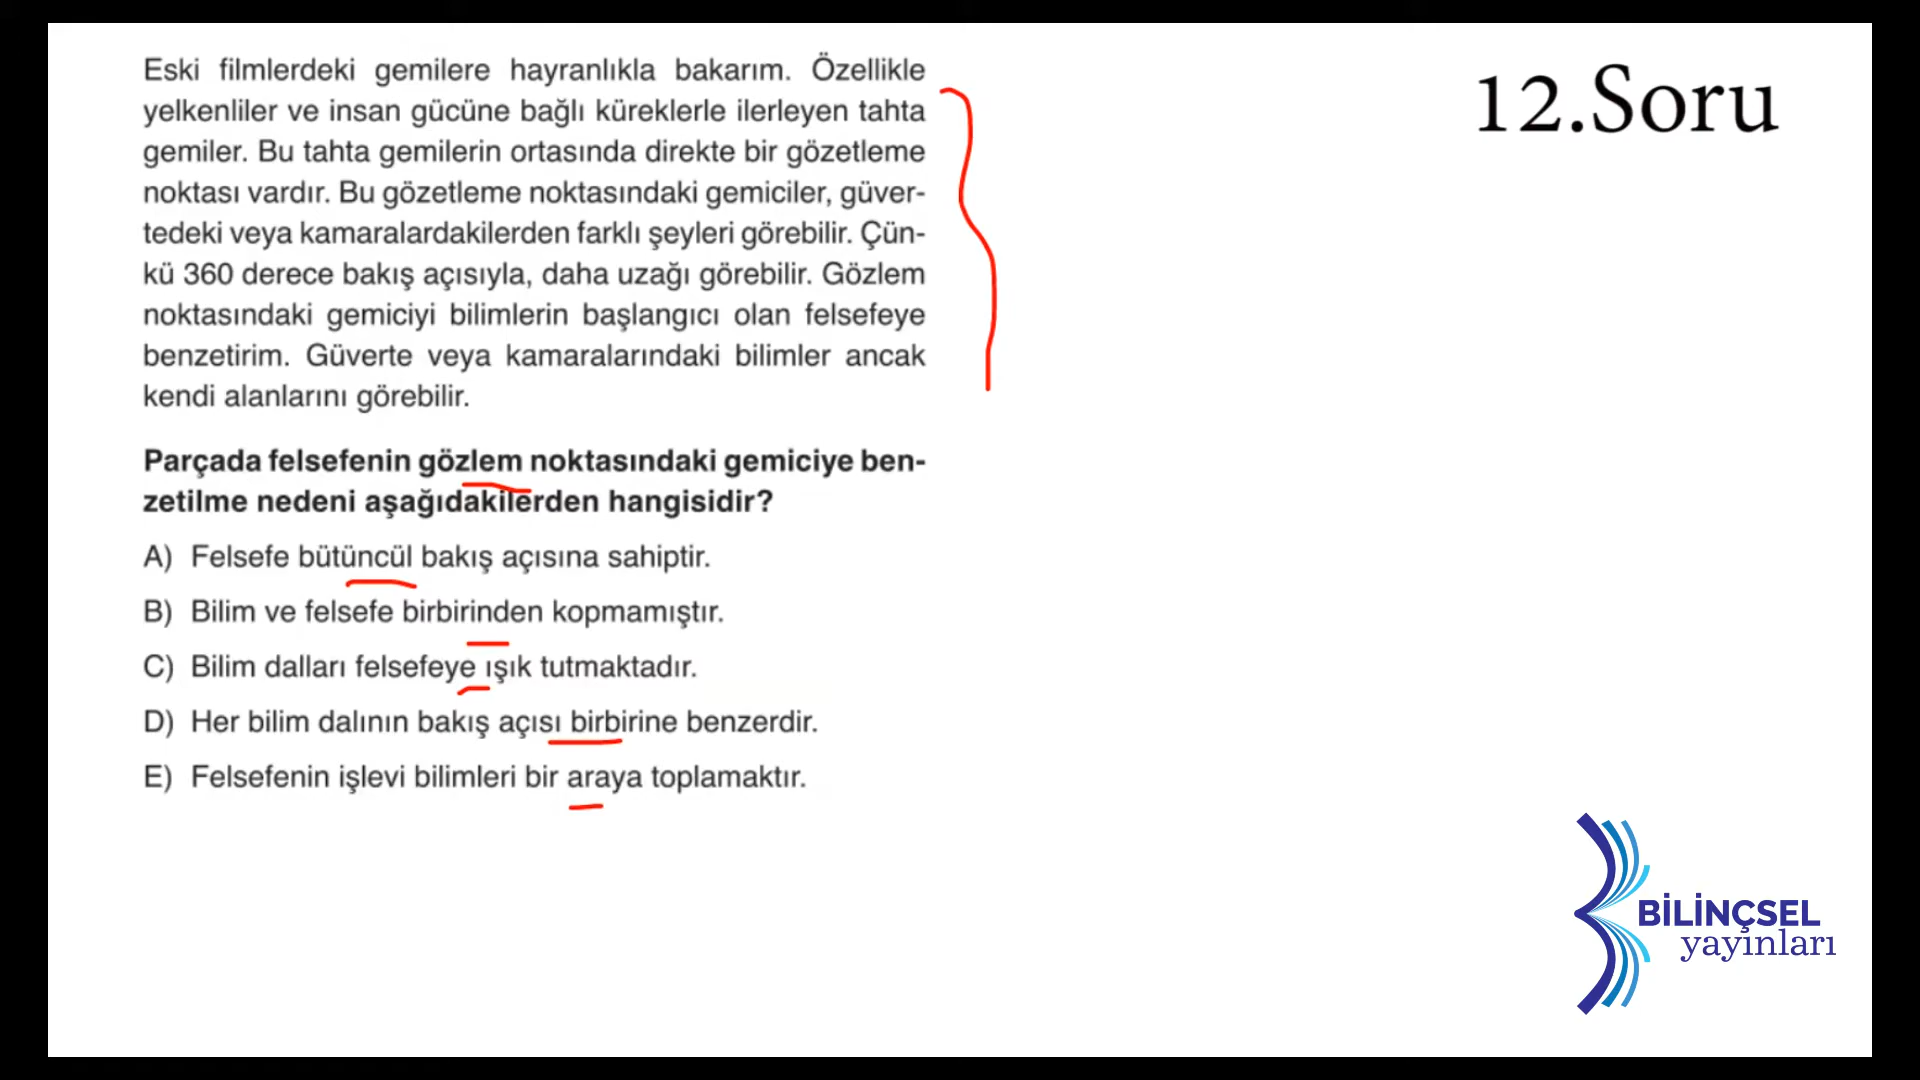 Eski filmlerdeki gemilere hayranlıkla bakarım. Özellikle
yelkenliler ve insan gücüne bağlı küreklerle ilerleyen tahta
gemiler. Bu tahta gemilerin ortasında direkte bir gözetleme
noktası vardır. Bu gözetleme noktasındaki gemiciler, güver-
tedeki veya kamaralardakilerden farklı şeyleri görebilir. Çün-
kü 360 derece bakış açısıyla, daha uzağı görebilir. Gözlem
noktasındaki gemiciyi bilimlerin başlangıcı olan felsefeye
benzetirim. Güverte veya kamaralarındaki bilimler ancak
kendi alanlarını görebilir.
Parçada felsefenin gözlem noktasındaki gemiciye ben-
zetilme nedeni aşağıdakilerden hangisidir?
A) Felsefe bütüncül bakış açısına sahiptir.
B) Bilim ve felsefe birbirinden kopmamıştır.
C) Bilim dalları felsefeye ışık tutmaktadır.
D) Her bilim dalının bakış açısı birbirine benzerdir.
E) Felsefenin işlevi bilimleri bir araya toplamaktır.
12.Soru
BİLİNÇSEL
yayınları